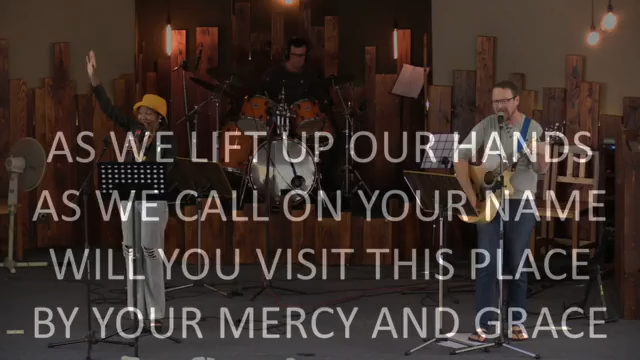 AS WE LIFT UP OUR HANDS
AS WE CALL ON YOUR NAME
WILL YOU VISIT THIS PLACE
BY YOUR MERCY AND GRACE